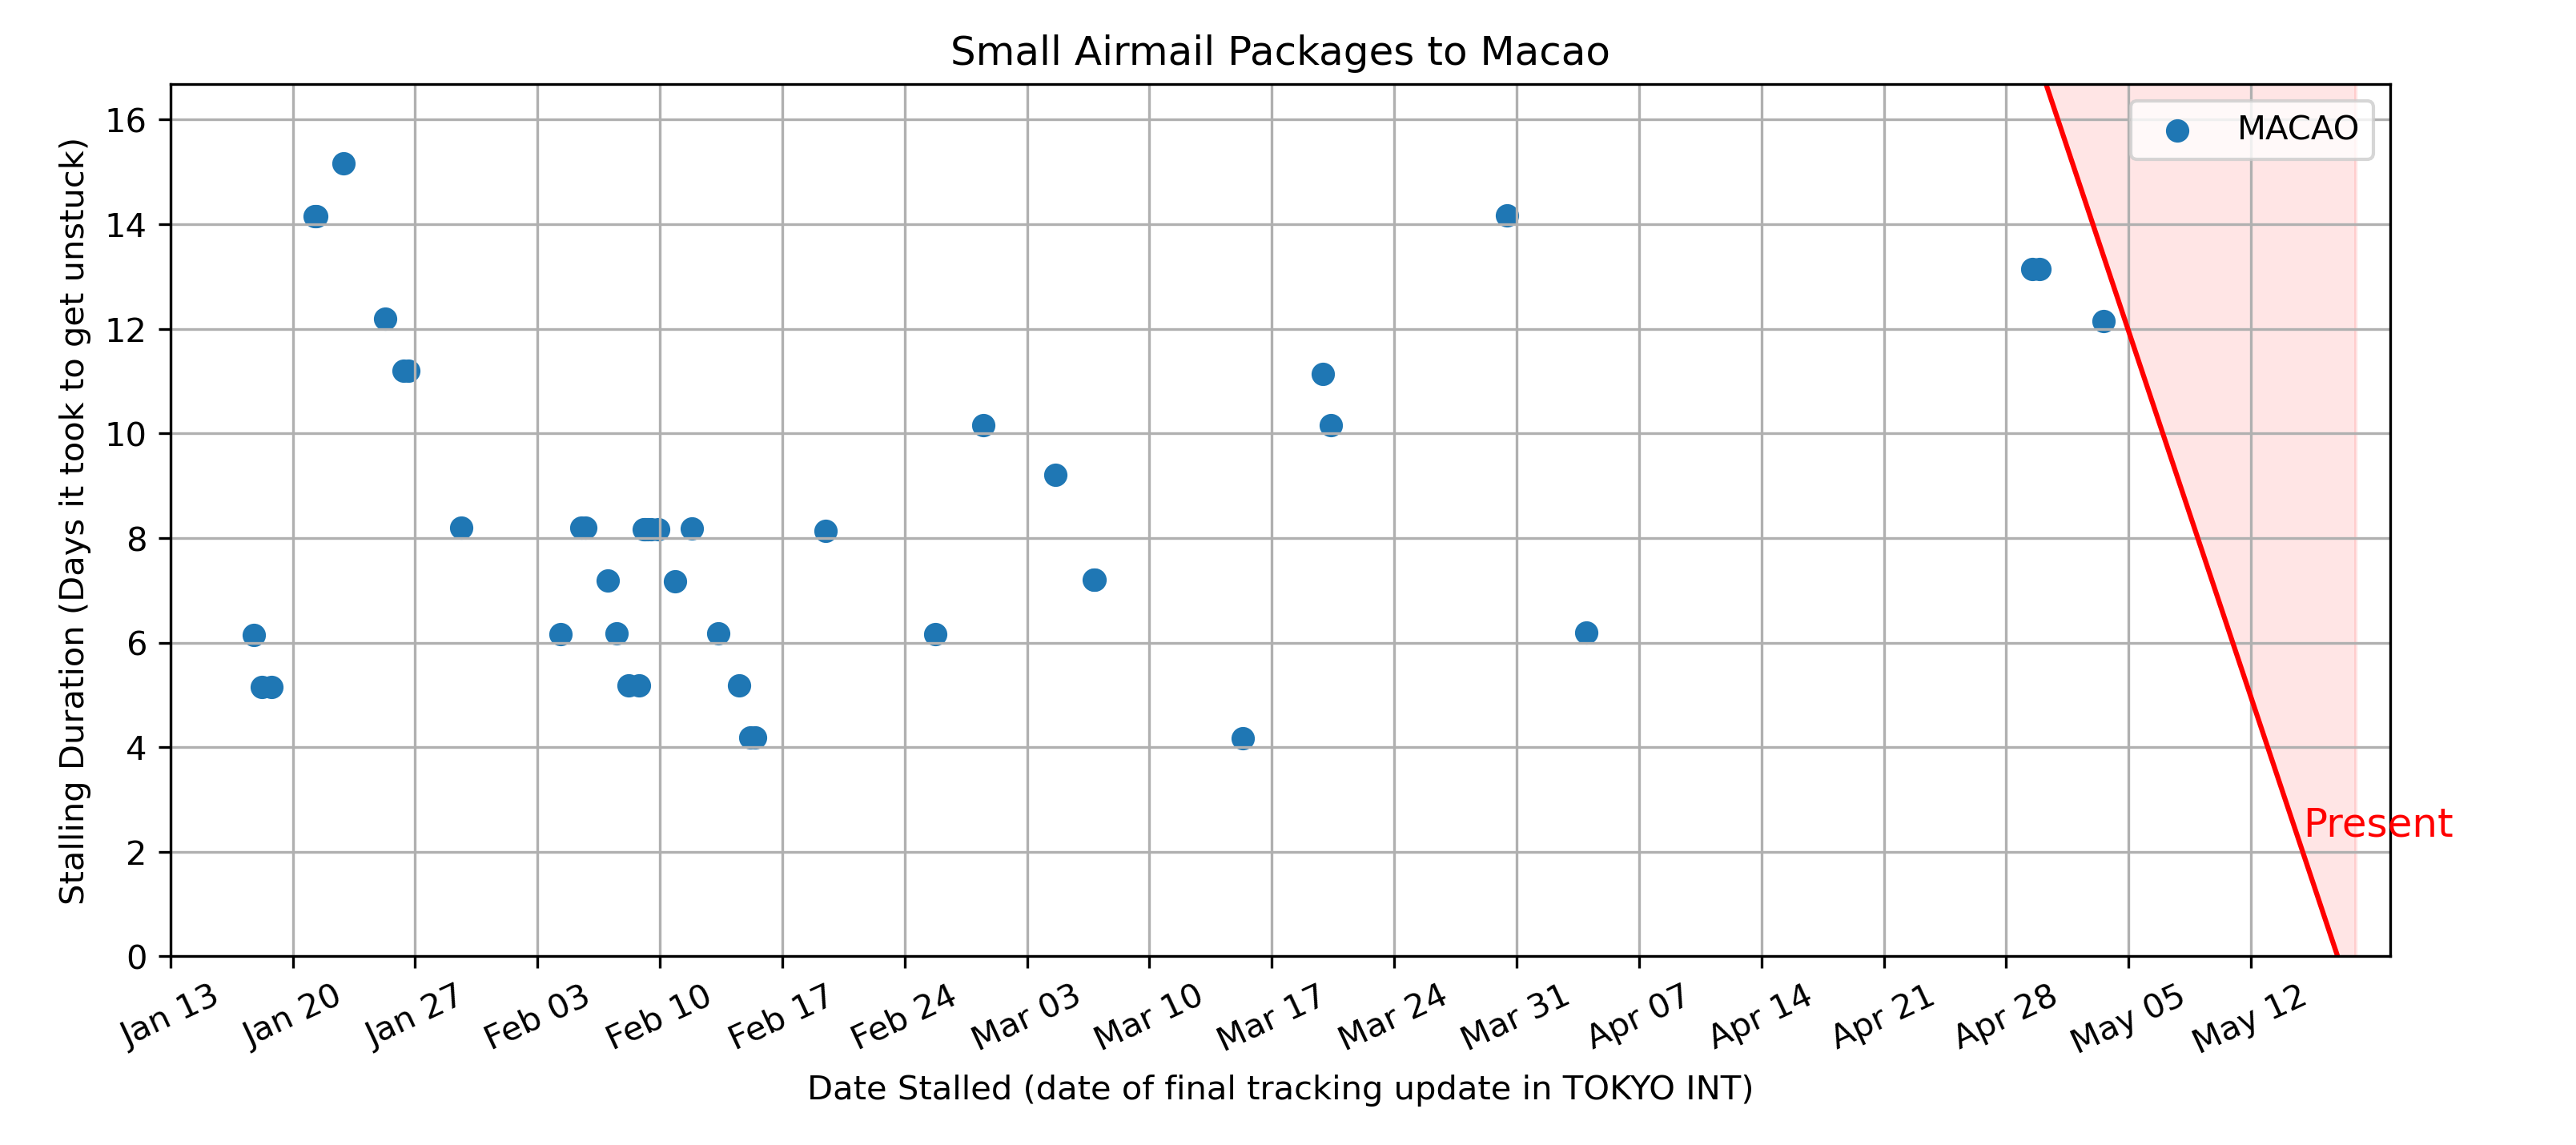 Small Airmail Packages to Macao
MACAO
Stalling Duration (Days it took to get unstuck)
16
14
12
10
8
6
4
2
0
Present
Jan 13
Jan 20
Jan 27
Feb 03
Feb 10
Feb 17
Feb 24
Mar 03
Mar 10
Mar 17
Mar 24
Mar 31
Apr 07
Apr 14
Apr 21
Apr 28
May 05
May 12
Date Stalled (date of final tracking update in TOKYO INT)